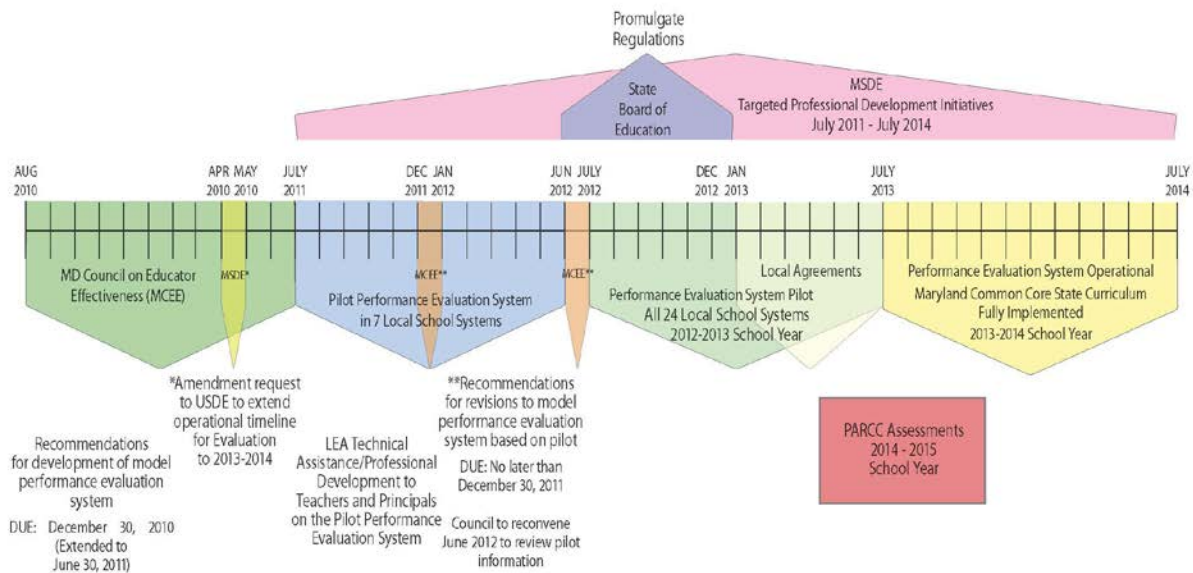 Promulgate
Regulations
State
Board of
Education
MSDE
Targeted Professional Development Initiatives
July 2011 - July 2014
AUG
2010
APR
2010
MAY
2010
JULY
2011
DEC
2011
JAN
2012
JUN
2012
JULY
2012
DEC
2012
JAN
2013
JULY
2013
JULY
2014
MD Council on Educator
Effectiveness (MCEE)
MSDE*
Pilot Performance Evaluation System
in 7 Local School Systems
MCEE**
MCEE**
Performance Evaluation System Pilot
All 24 Local School Systems
2012-2013 School Year
Local Agreements
Performance Evaluation System Operational
Maryland Common Core State Curriculum
Fully Implemented
2013-2014 School Year
Recommendations
for development of model
performance evaluation
system
DUE: December 30, 2010
(Extended to
June 30, 2011)
*Amendment request
to USDE to extend
operational timeline
for Evaluation
to 2013-2014
LEA Technical
Assistance/Professional
Development to
Teachers and Principals
on the Pilot Performance
Evaluation System
**Recommendations
for revisions to model
performance evaluation
system based on pilot
DUE: No later than
December 30, 2011
Council to reconvene
June 2012 to review pilot
information
PARCC Assessments
2014 - 2015
School Year